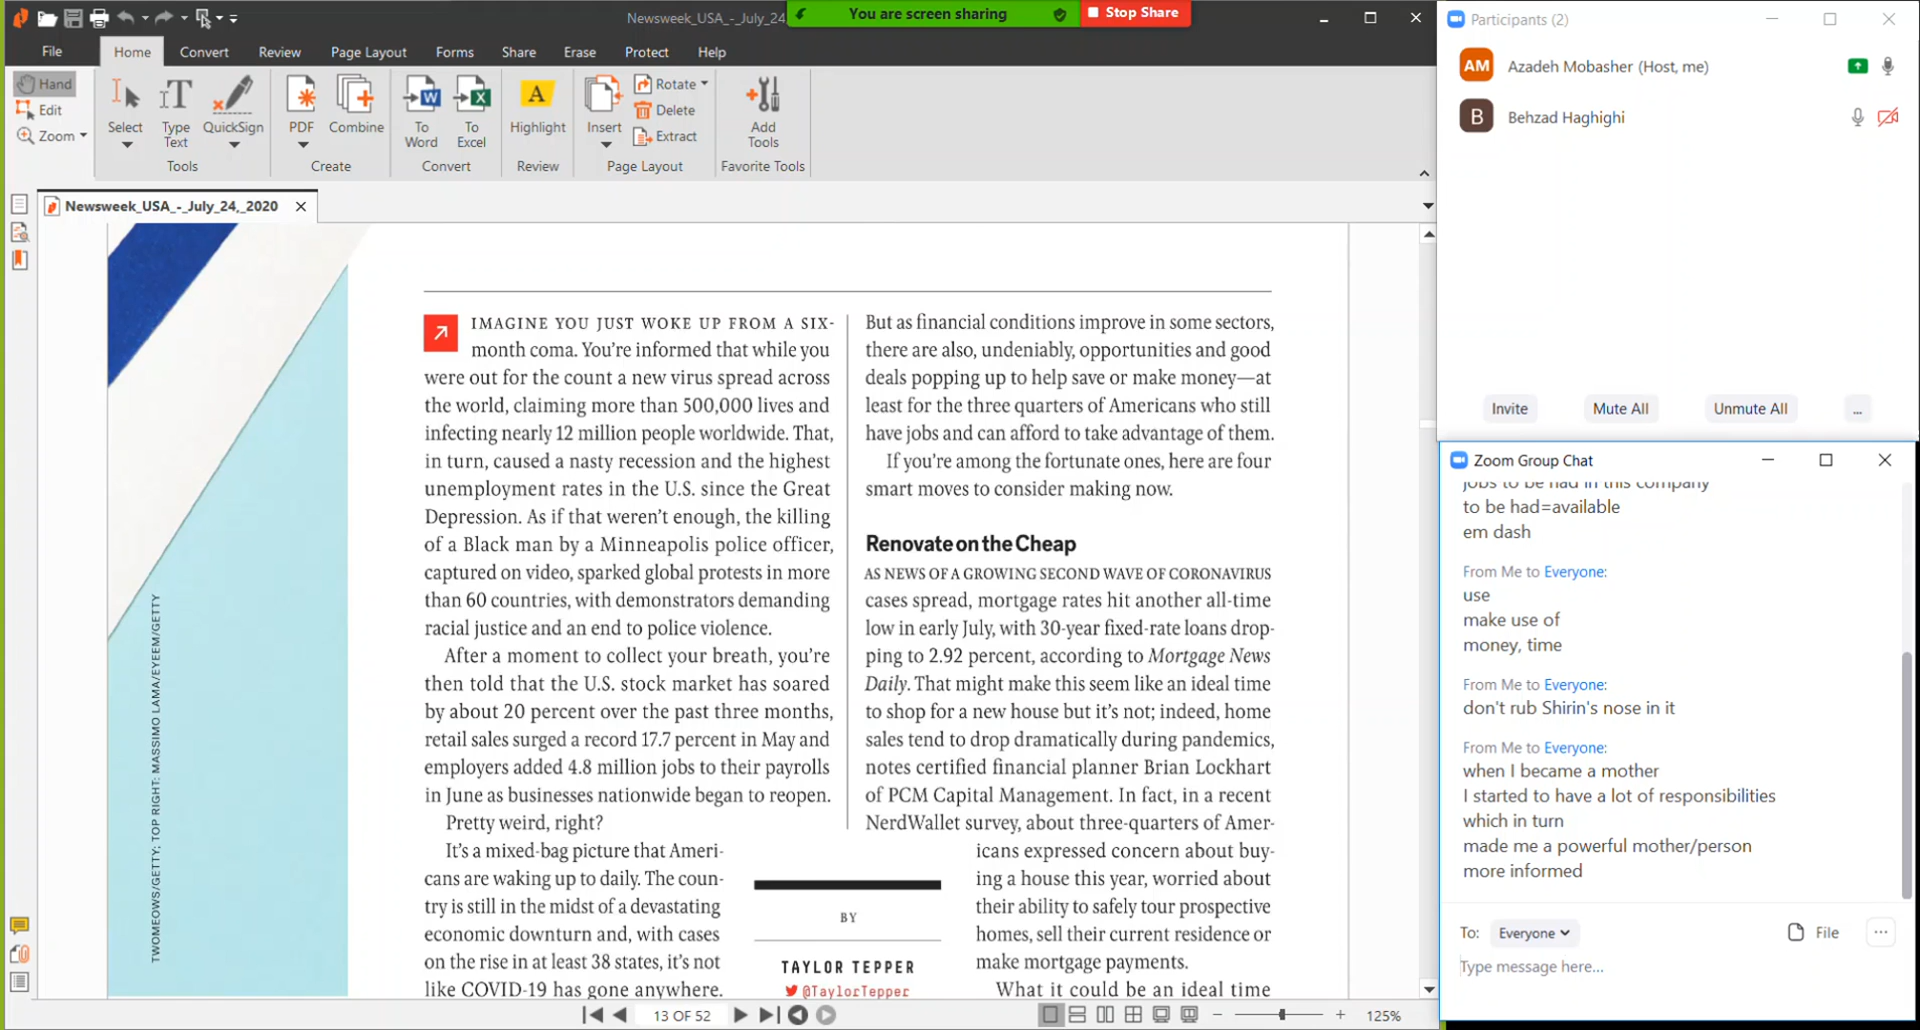 Newsweek_USA_-_July_24,
You are screen sharing
Stop Share
File
Home
Convert
Review
Page Layout
Forms
Share
Erase
Protect
Help
Hand
Edit
Zoom
Select
Type Text
QuickSign
Tools
PDF
Combine
Create
To Word
To Excel
Convert
Highlight
Review
Insert
Rotate
Delete
Extract
Page Layout
Add Tools
Favorite Tools
Newsweek_USA_-_July_24,_2020
TWOMEOWS/GETTY; TOP RIGHT: MASSIMO LAMA/EYEEM/GETTY
IMAGINE YOU JUST WOKE UP FROM A SIX-
month coma. You're informed that while you
were out for the count a new virus spread across
the world, claiming more than 500,000 lives and
infecting nearly 12 million people worldwide. That,
in turn, caused a nasty recession and the highest
unemployment rates in the U.S. since the Great
Depression. As if that weren't enough, the killing
of a Black man by a Minneapolis police officer,
captured on video, sparked global protests in more
than 60 countries, with demonstrators demanding
racial justice and an end to police violence.
After a moment to collect your breath, you're
then told that the U.S. stock market has soared
by about 20 percent over the past three months,
retail sales surged a record 17.7 percent in May and
employers added 4.8 million jobs to their payrolls
in June as businesses nationwide began to reopen.
Pretty weird, right?
It's a mixed-bag picture that Ameri-
cans are waking up to daily. The coun-
try is still in the midst of a devastating
economic downturn and, with cases
on the rise in at least 38 states, it's not
like COVID-19 has gone anywhere.
BY
TAYLOR TEPPER
@TaylorTepper
But as financial conditions improve in some sectors,
there are also, undeniably, opportunities and good
deals popping up to help save or make money—at
least for the three quarters of Americans who still
have jobs and can afford to take advantage of them.
If you're among the fortunate ones, here are four
smart moves to consider making now.
Renovate on the Cheap
AS NEWS OF A GROWING SECOND WAVE OF CORONAVIRUS
cases spread, mortgage rates hit another all-time
low in early July, with 30-year fixed-rate loans drop-
ping to 2.92 percent, according to Mortgage News
Daily. That might make this seem like an ideal time
to shop for a new house but it's not; indeed, home
sales tend to drop dramatically during pandemics,
notes certified financial planner Brian Lockhart
of PCM Capital Management. In fact, in a recent
NerdWallet survey, about three-quarters of Amer-
icans expressed concern about buy-
ing a house this year, worried about
their ability to safely tour prospective
homes, sell their current residence or
make mortgage payments.
What it could be an ideal time
13 OF 52
125%
Participants (2)
AM
Azadeh Mobasher (Host, me)
B
Behzad Haghighi
Invite
Mute All
Unmute All
...
Zoom Group Chat
jobs to be had in this company
to be had=available
em dash
From Me to Everyone:
use
make use of
money, time
From Me to Everyone:
don't rub Shirin's nose in it
From Me to Everyone:
when I became a mother
I started to have a lot of responsibilities
which in turn
made me a powerful mother/person
more informed
To:
Everyone
File
...
Type message here...